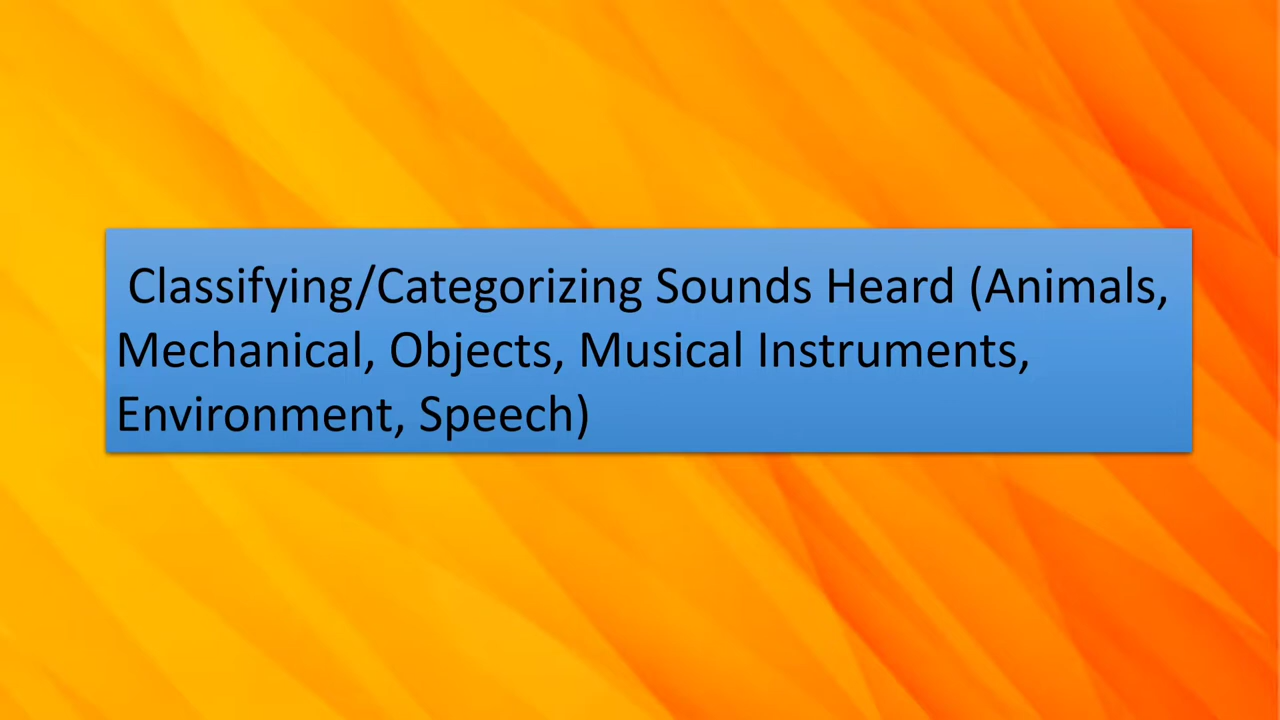 Classifying/Categorizing Sounds Heard (Animals,
Mechanical, Objects, Musical Instruments,
Environment, Speech)